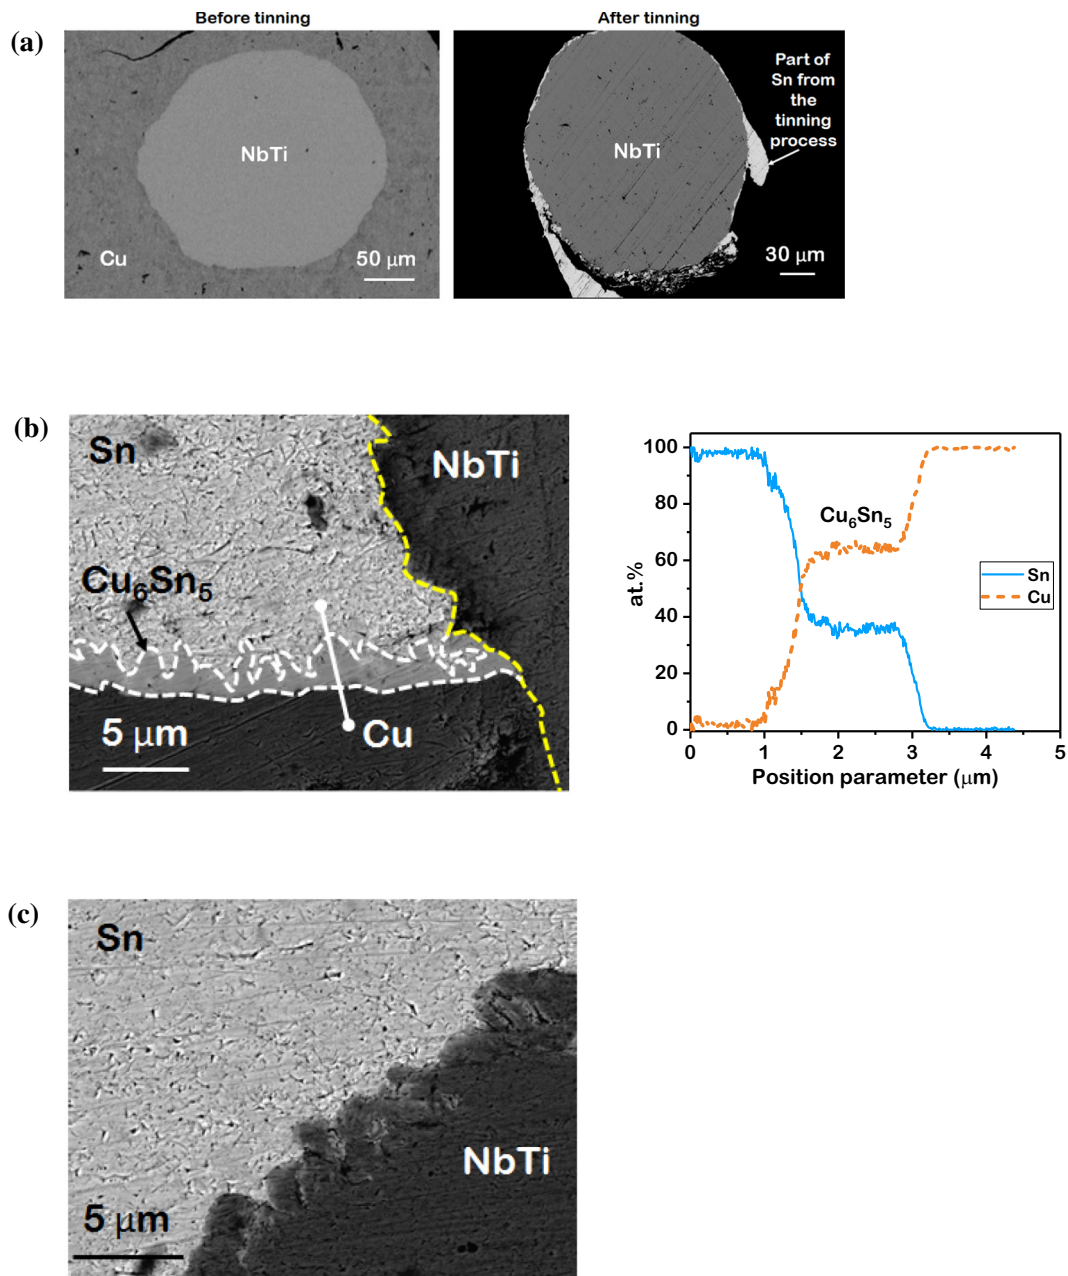 (a)
Before tinning
NbTi
Cu
50 μm
After tinning
Part of
Sn from
the
tinning
process
NbTi
30 μm
(b)
Sn
NbTi
Cu₆Sn₅
Cu
5 μm
at.%
100
80
60
40
20
0
Cu₆Sn₅
Sn
Cu
0 1 2 3 4 5
Position parameter (μm)
(c)
Sn
NbTi
5 μm